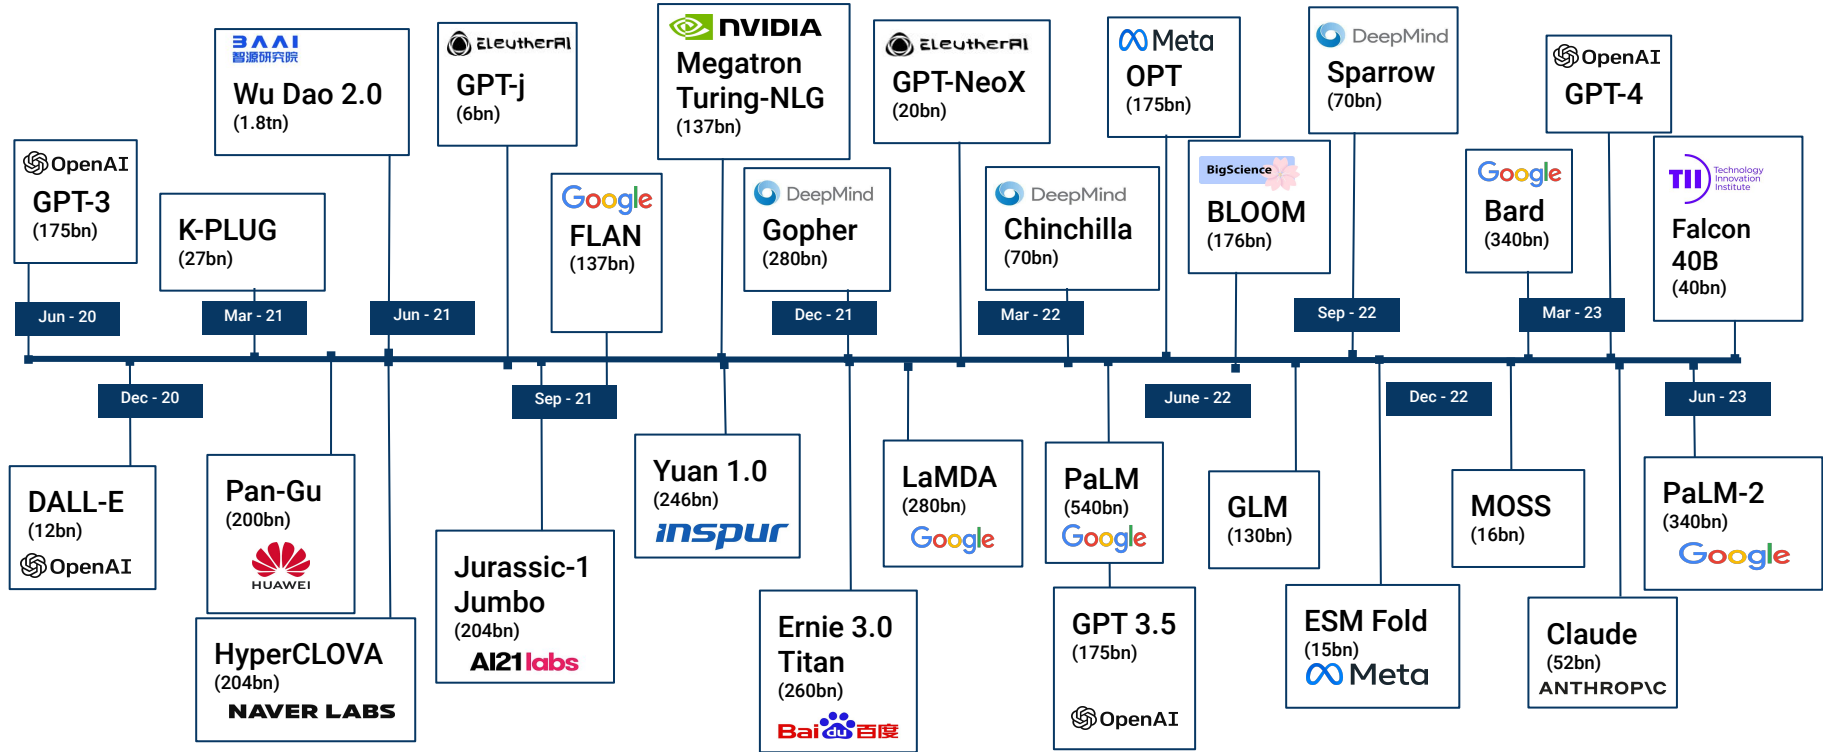 BAAI
智源研究院
Wu Dao 2.0
(1.8tn)
EleutherAI
GPT-j
(6bn)
NVIDIA
Megatron
Turing-NLG
(137bn)
EleutherAI
GPT-NeoX
(20bn)
Meta
OPT
(175bn)
DeepMind
Sparrow
(70bn)
OpenAI
GPT-4
OpenAI
GPT-3
(175bn)
K-PLUG
(27bn)
Google
FLAN
(137bn)
DeepMind
Gopher
(280bn)
DeepMind
Chinchilla
(70bn)
BigScience
BLOOM
(176bn)
Google
Bard
(340bn)
TII
Technology
Innovation
Institute
Falcon
40B
(40bn)
Jun - 20
Mar - 21
Jun - 21
Dec - 21
Mar - 22
Sep - 22
Mar - 23
Dec - 20
Sep - 21
June - 22
Dec - 22
Jun - 23
DALL-E
(12bn)
OpenAI
Pan-Gu
(200bn)
HUAWEI
HyperCLOVA
(204bn)
NAVER LABS
Jurassic-1
Jumbo
(204bn)
AI21labs
Yuan 1.0
(246bn)
inspur
Ernie 3.0
Titan
(260bn)
Bai du 百度
LaMDA
(280bn)
Google
PaLM
(540bn)
Google
GPT 3.5
(175bn)
OpenAI
GLM
(130bn)
ESM Fold
(15bn)
Meta
MOSS
(16bn)
Claude
(52bn)
ANTHROP\C
PaLM-2
(340bn)
Google